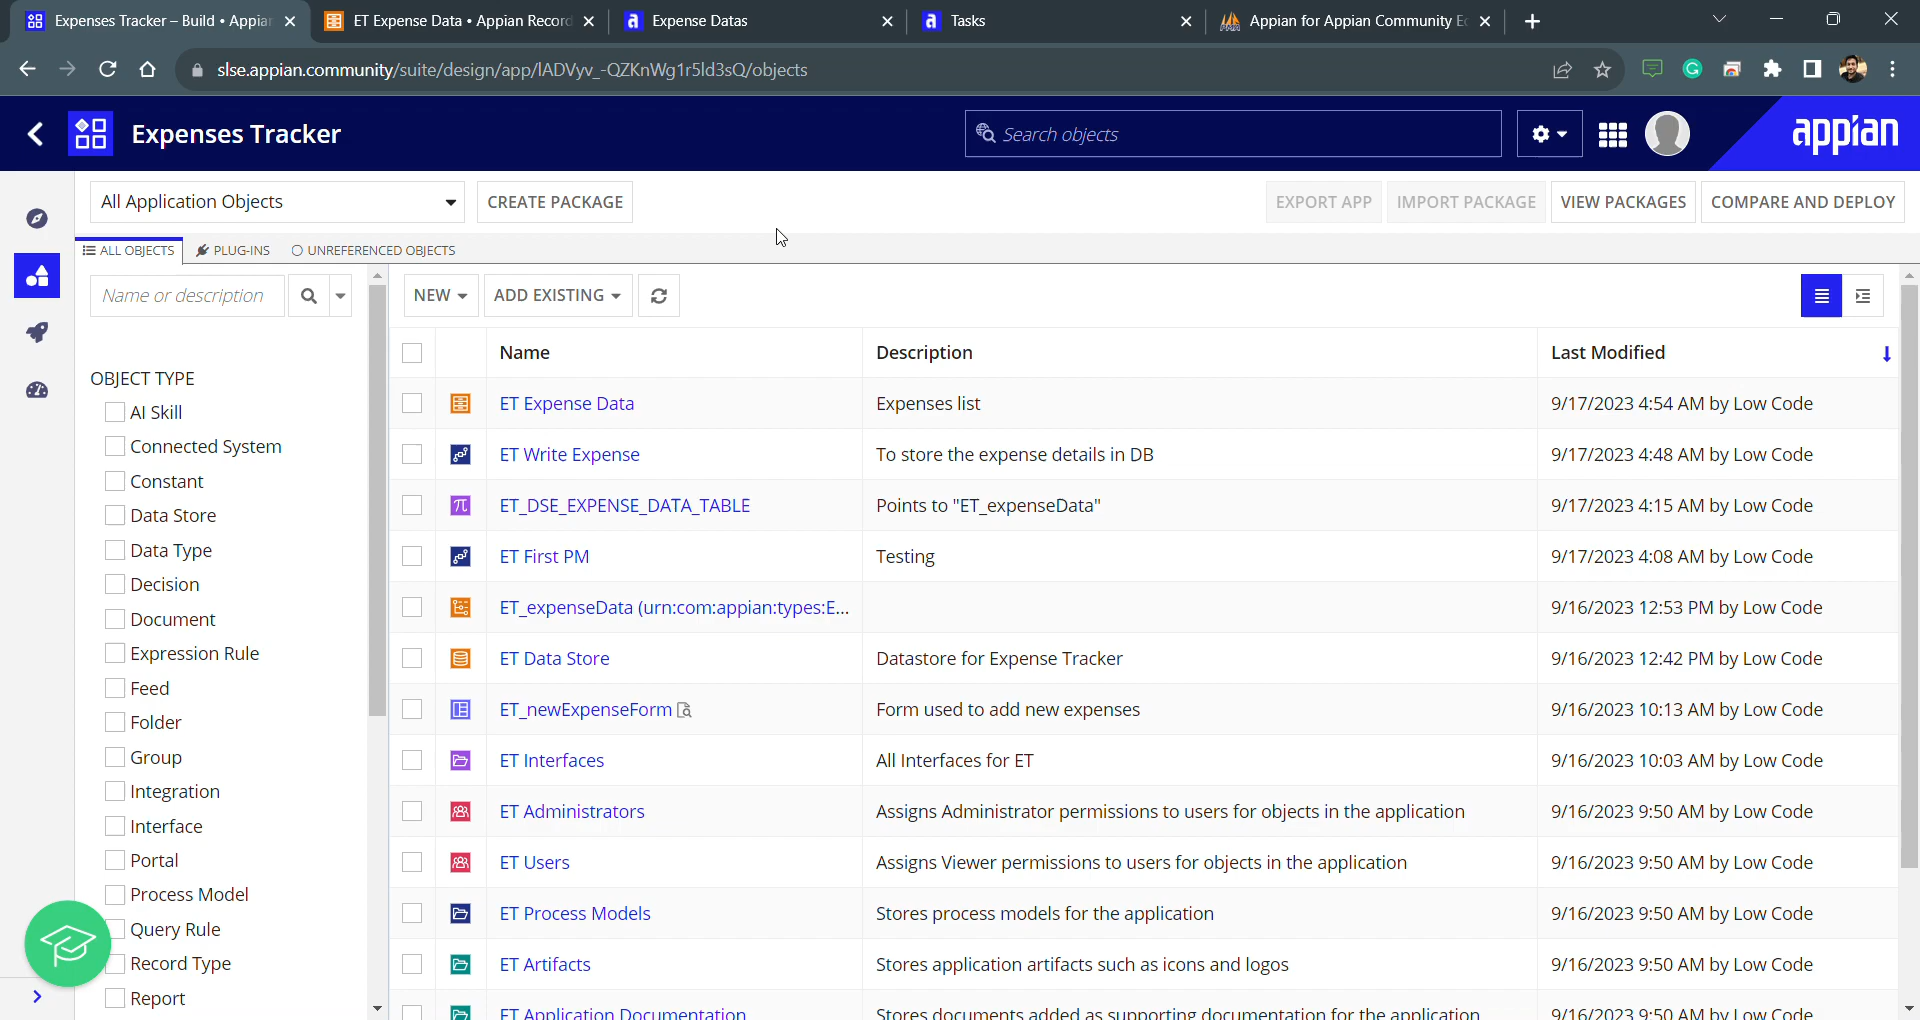 Expenses Tracker – Build • Appian
ET Expense Data • Appian Record
Expense Datas
Tasks
Appian for Appian Community Ed
slse.appian.community/suite/design/app/lADVyv_-QZKnWg1r5ld3sQ/objects
Expenses Tracker
Search objects
appian
All Application Objects
CREATE PACKAGE
EXPORT APP
IMPORT PACKAGE
VIEW PACKAGES
COMPARE AND DEPLOY
ALL OBJECTS
PLUG-INS
UNREFERENCED OBJECTS
Name or description
NEW
ADD EXISTING
OBJECT TYPE
AI Skill
Connected System
Constant
Data Store
Data Type
Decision
Document
Expression Rule
Feed
Folder
Group
Integration
Interface
Portal
Process Model
Query Rule
Record Type
Report
Name Description Last Modified
ET Expense Data Expenses list 9/17/2023 4:54 AM by Low Code
ET Write Expense To store the expense details in DB 9/17/2023 4:48 AM by Low Code
ET_DSE_EXPENSE_DATA_TABLE Points to "ET_expenseData" 9/17/2023 4:15 AM by Low Code
ET First PM Testing 9/17/2023 4:08 AM by Low Code
ET_expenseData (urn:com:appian:types:E... 9/16/2023 12:53 PM by Low Code
ET Data Store Datastore for Expense Tracker 9/16/2023 12:42 PM by Low Code
ET_newExpenseForm Form used to add new expenses 9/16/2023 10:13 AM by Low Code
ET Interfaces All Interfaces for ET 9/16/2023 10:03 AM by Low Code
ET Administrators Assigns Administrator permissions to users for objects in the application 9/16/2023 9:50 AM by Low Code
ET Users Assigns Viewer permissions to users for objects in the application 9/16/2023 9:50 AM by Low Code
ET Process Models Stores process models for the application 9/16/2023 9:50 AM by Low Code
ET Artifacts Stores application artifacts such as icons and logos 9/16/2023 9:50 AM by Low Code
ET Application Documentation Stores documents added as supporting documentation for the application 9/16/2023 9:50 AM by Low Code